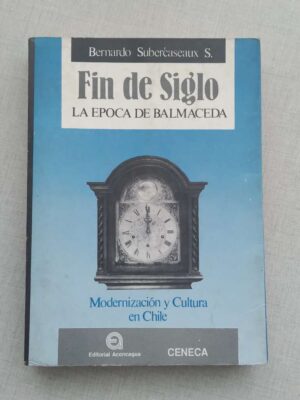 Bernardo Subercaseaux S.
Fin de Siglo
LA EPOCA DE BALMACEDA
Modernización y Cultura
en Chile
Editorial Aconcagua
CENECA